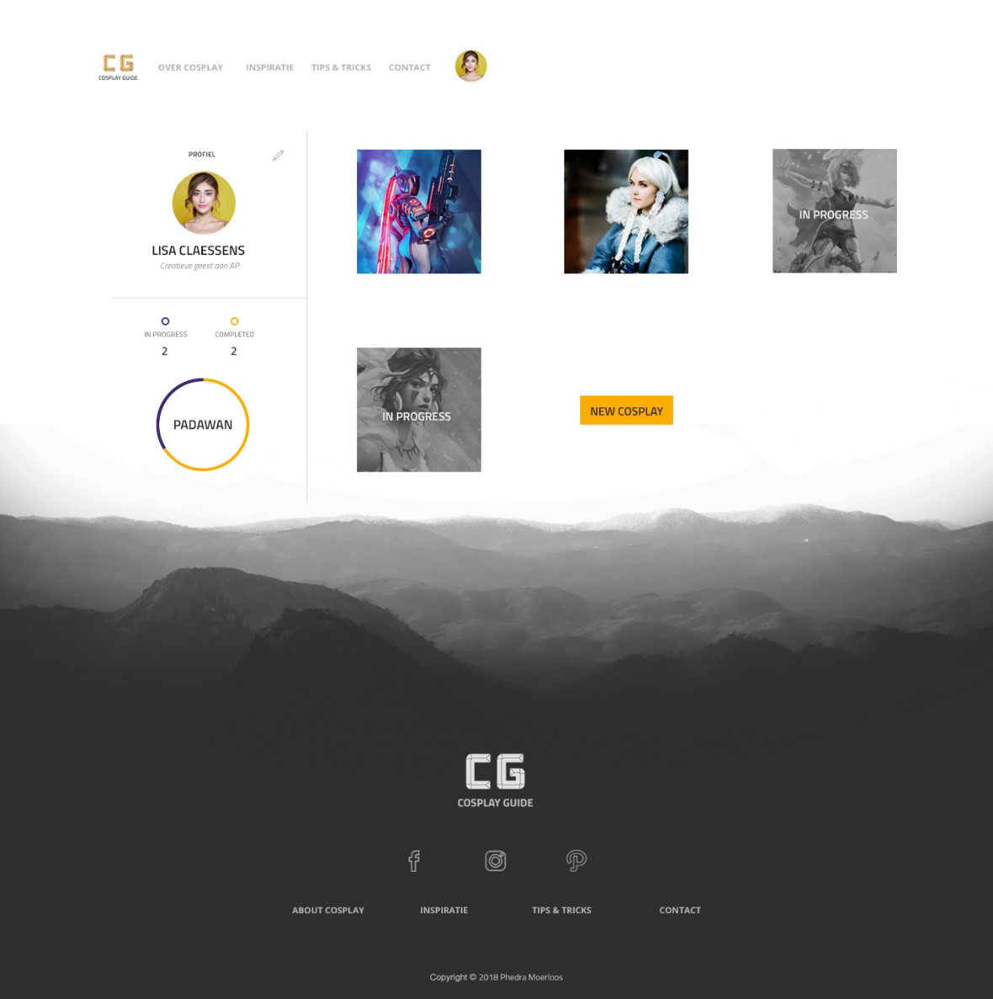 CG
COSPLAY GUIDE
OVER COSPLAY INSPIRATIE TIPS & TRICKS CONTACT
PROFIEL
LISA CLAESSENS
Creatieve geest aan AP
IN PROGRESS COMPLETED
2 2
PADAWAN
IN PROGRESS
IN PROGRESS
NEW COSPLAY
CG
COSPLAY GUIDE
ABOUT COSPLAY INSPIRATIE TIPS & TRICKS CONTACT
Copyright © 2018 Phedra Moerloos